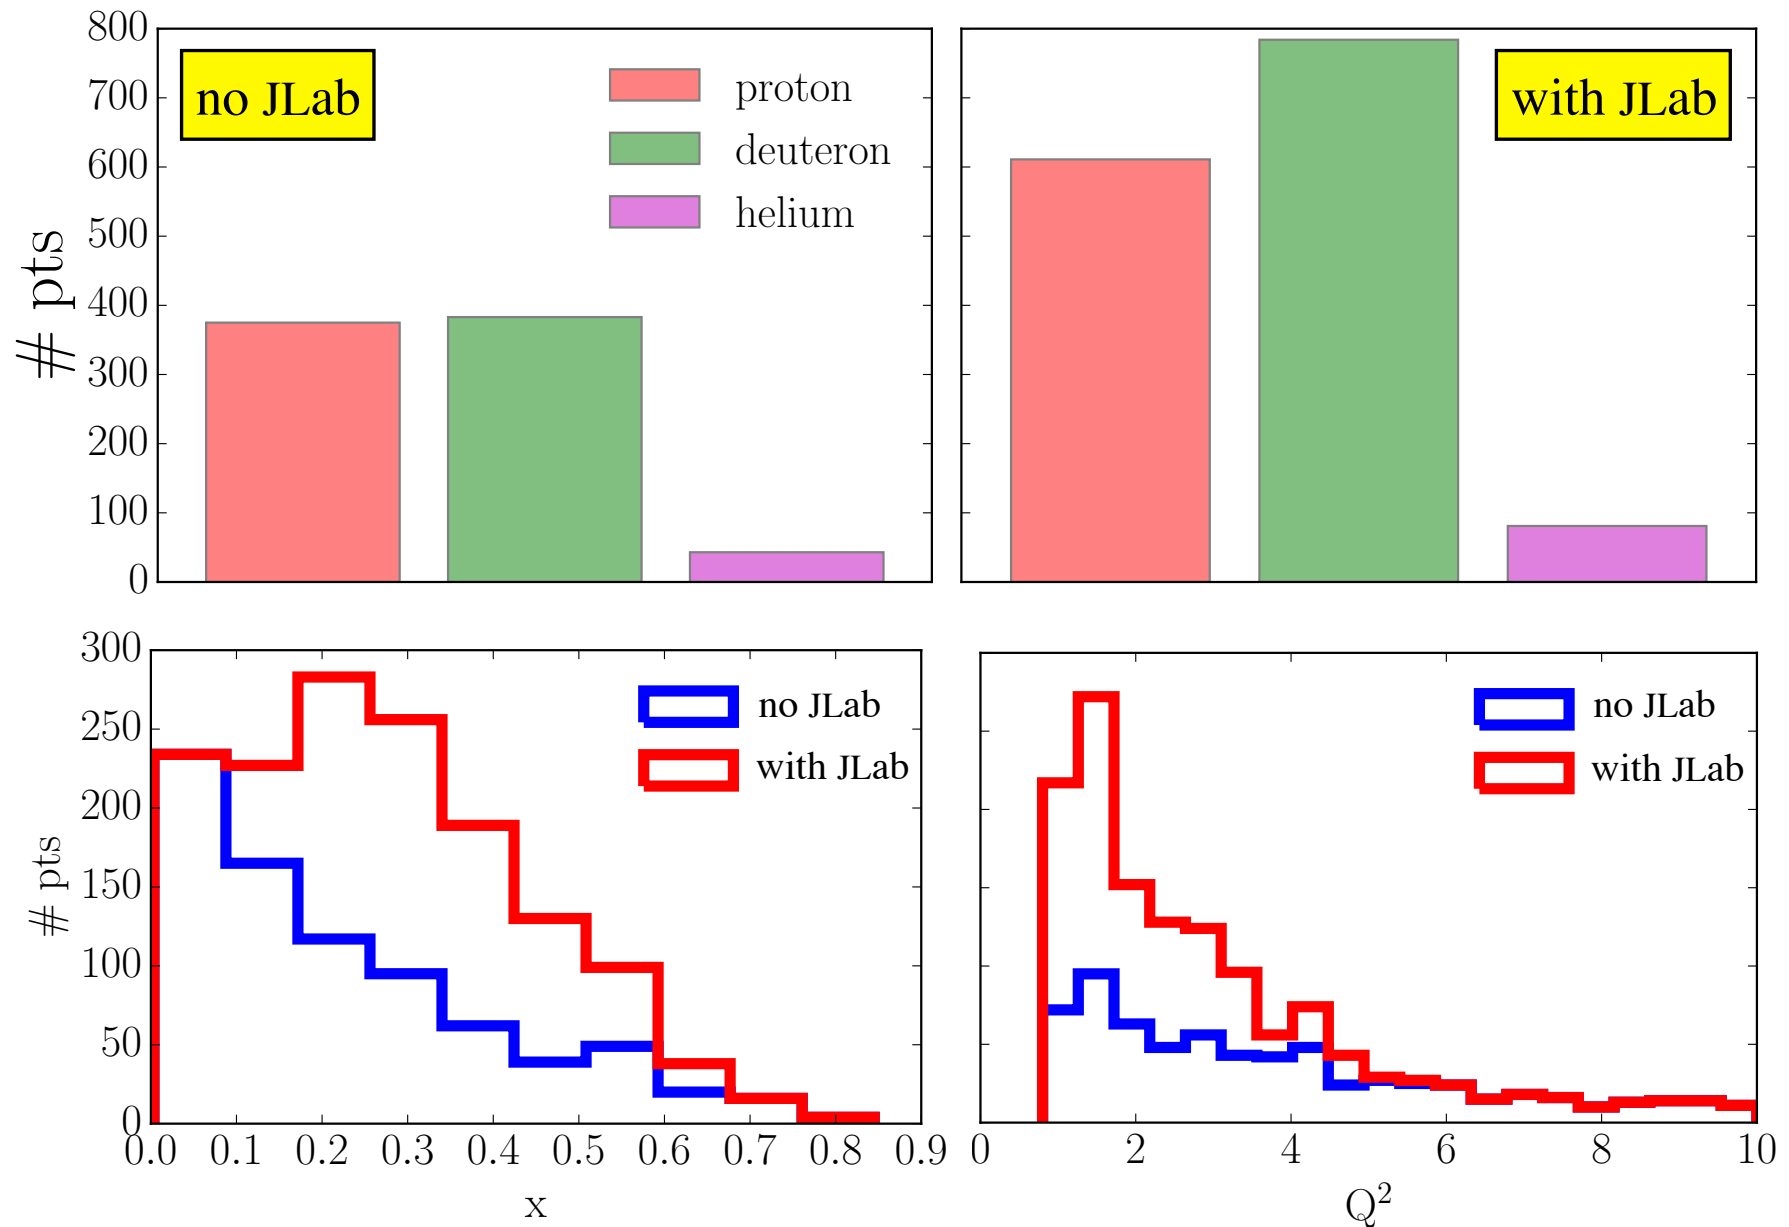 # pts
800
700
600
500
400
300
200
100
0
no JLab
proton
deuteron
helium
with JLab
# pts
300
250
200
150
100
50
0
no JLab
with JLab
0.0 0.1 0.2 0.3 0.4 0.5 0.6 0.7 0.8 0.9
x
no JLab
with JLab
0 2 4 6 8 10
Q²